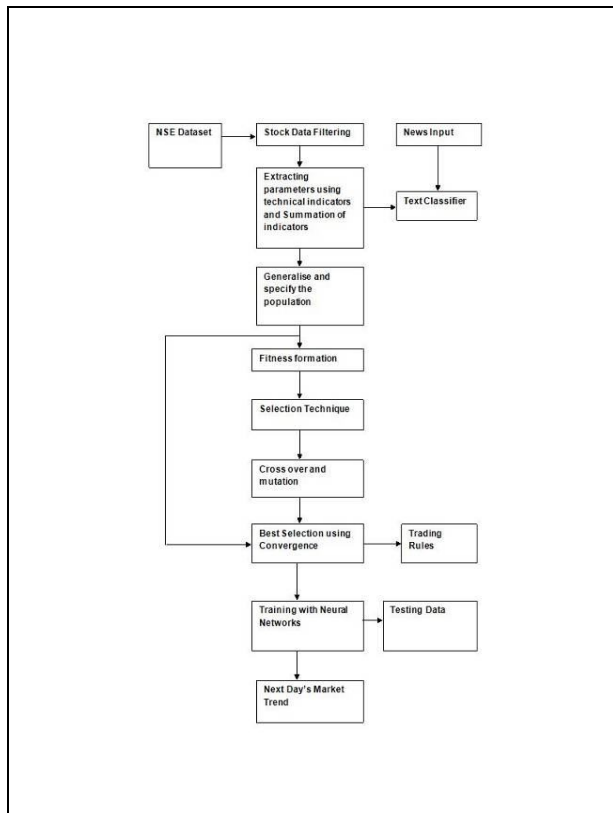 NSE Dataset
Stock Data Filtering
News Input
Extracting
parameters using
technical indicators
and Summation of
indicators
Text Classifier
Generalise and
specify the
population
Fitness formation
Selection Technique
Cross over and
mutation
Best Selection using
Convergence
Trading
Rules
Training with Neural
Networks
Testing Data
Next Day's Market
Trend